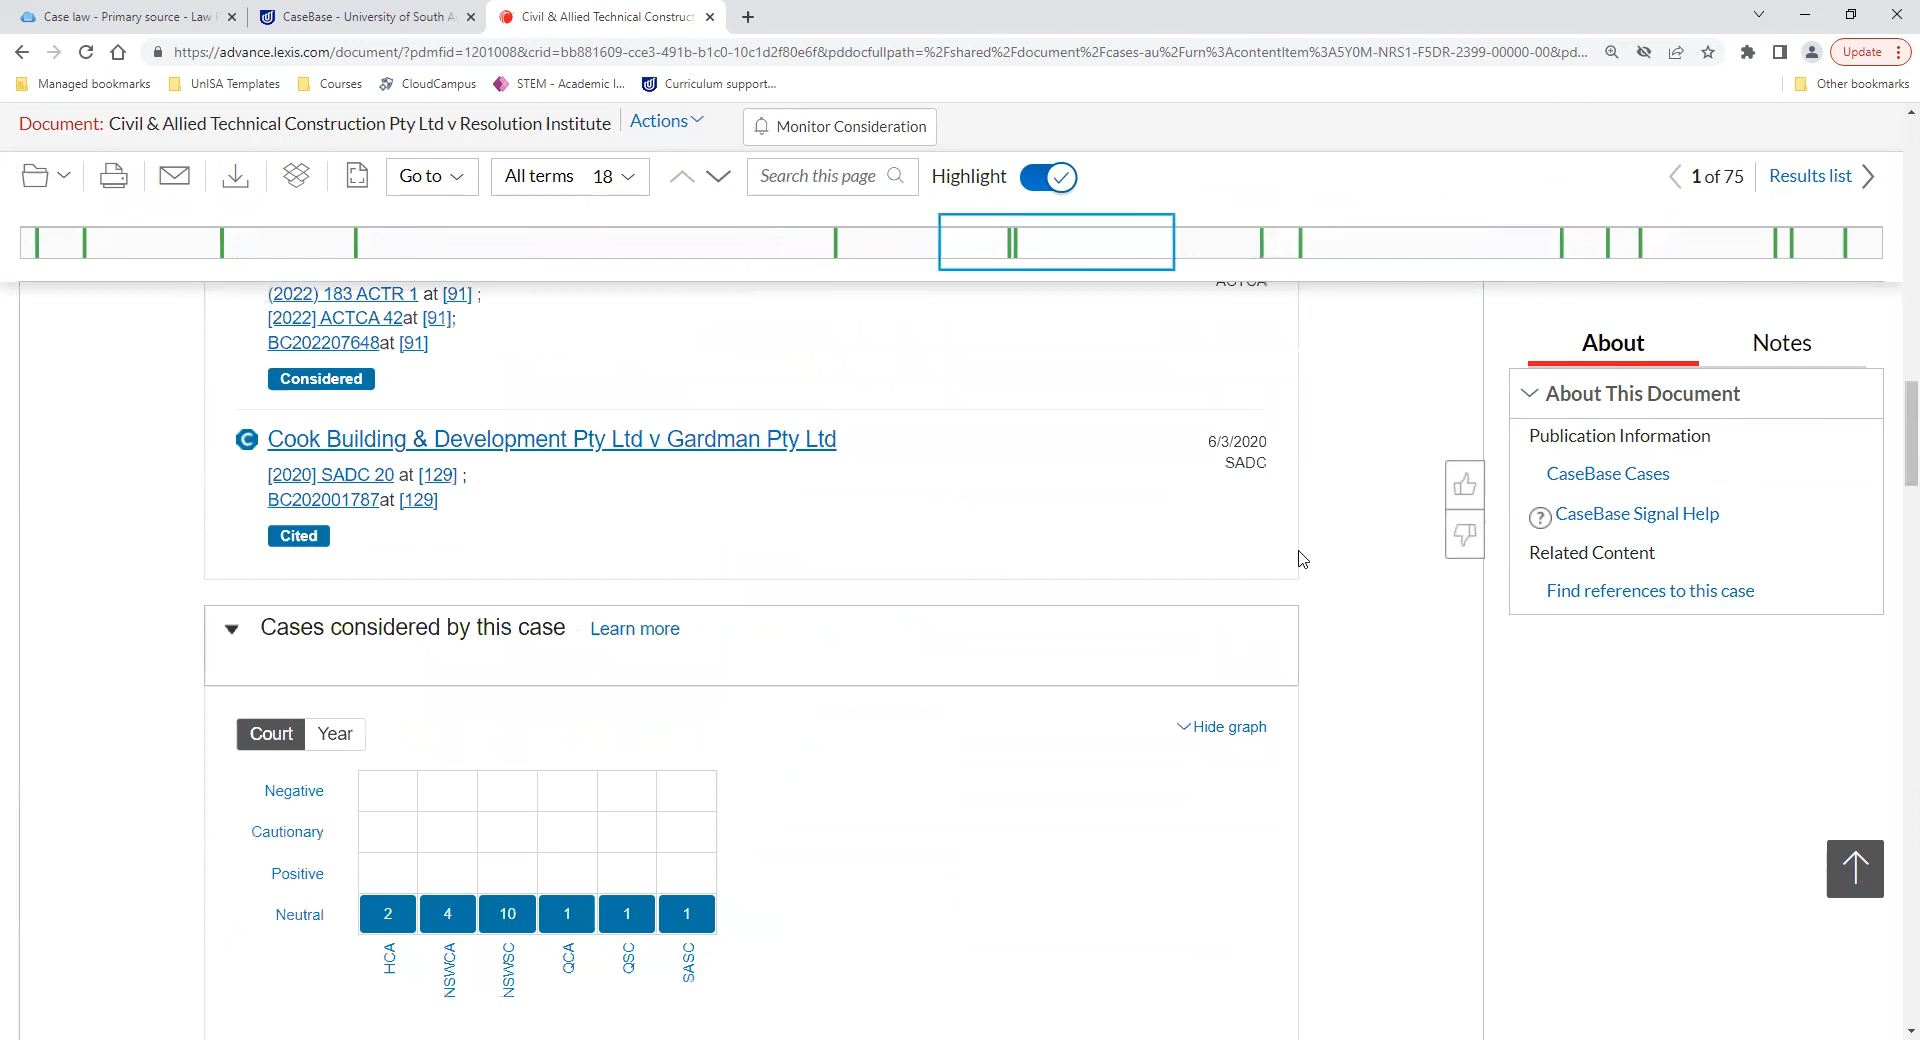 Case law - Primary source - Law
CaseBase - University of South A
Civil & Allied Technical Construct
https://advance.lexis.com/document/?pdmfid=1201008&crid=bb881609-cce3-491b-b1c0-10c1d2f80e6f&pddocfullpath=%2Fshared%2Fdocument%2Fcases-au%2Furn%3AcontentItem%3A5Y0M-NRS1-F5DR-2399-00000-00&pd...
Update
Managed bookmarks
UnISA Templates
Courses
CloudCampus
STEM - Academic I...
Curriculum support...
Other bookmarks
Document: Civil & Allied Technical Construction Pty Ltd v Resolution Institute
Actions
Monitor Consideration
Go to
All terms 18
Search this page
Highlight
1 of 75
Results list
(2022) 183 ACTR 1 at [91] ;
ACTCA
[2022] ACTCA 42at [91];
BC202207648at [91]
Considered
Cook Building & Development Pty Ltd v Gardman Pty Ltd
6/3/2020
SADC
[2020] SADC 20 at [129] ;
BC202001787at [129]
Cited
About
Notes
About This Document
Publication Information
CaseBase Cases
? CaseBase Signal Help
Related Content
Find references to this case
Cases considered by this case
Learn more
Court
Year
Hide graph
Negative
Cautionary
Positive
Neutral
2 4 10 1 1 1
HCA NSWCA NSWSC QCA QSC SASC